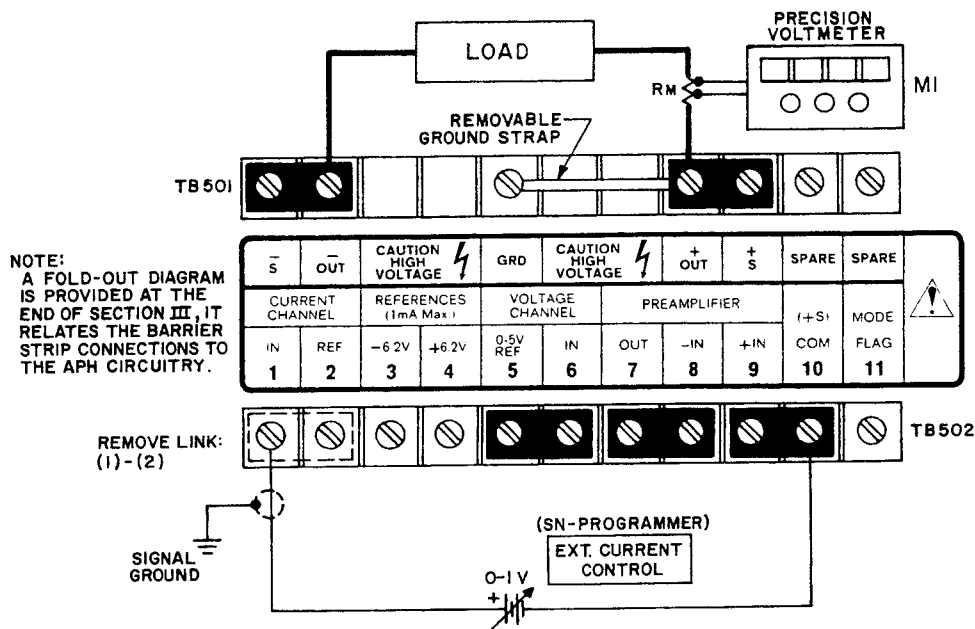 PRECISION
VOLTMETER
LOAD
RM
M1
REMOVABLE
GROUND STRAP
TB501
NOTE:
A FOLD-OUT DIAGRAM
IS PROVIDED AT THE
END OF SECTION III, IT
RELATES THE BARRIER
STRIP CONNECTIONS TO
THE APH CIRCUITRY.
− S
− OUT
CAUTION
HIGH
VOLTAGE
GRD
CAUTION
HIGH
VOLTAGE
+ OUT
+ S
SPARE
SPARE
CURRENT
CHANNEL
REFERENCES
(1mA Max.)
VOLTAGE
CHANNEL
PREAMPLIFIER
(+S)
MODE
IN
REF
−6.2V
+6.2V
0-5V
REF
IN
OUT
−IN
+IN
COM
FLAG
1 2 3 4 5 6 7 8 9 10 11
REMOVE LINK:
(1)-(2)
TB502
SIGNAL
GROUND
(SN-PROGRAMMER)
EXT. CURRENT
CONTROL
0-1 V
+